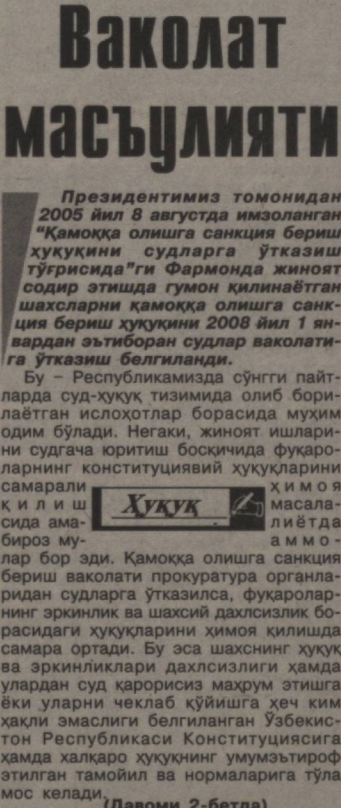 Ваколат
масъулияти
Президентимиз томонидан
2005 йил 8 августда имзоланган
"Қамоққа олишга санкция бериш
ҳуқуқини судларга ўтказиш
тўғрисида"ги Фармонда жиноят
содир этишда гумон қилинаётган
шахсларни қамоққа олишга санк-
ция бериш ҳуқуқини 2008 йил 1 ян-
вардан эътиборан судлар ваколати-
га ўтказиш белгиланди.
Бу – Республикамизда сўнгги пайт-
ларда суд-ҳуқуқ тизимида олиб бори-
лаётган ислоҳотлар борасида муҳим
одим бўлади. Негаки, жиноят ишлари-
ни судгача юритиш босқичида фуқаро-
ларнинг конституциявий ҳуқуқларини
самарали ҳимоя
қилиш масала-
сида ама- лиётда
бироз му- аммо-
Ҳуқуқ
лар бор эди. Қамоққа олишга санкция
бериш ваколати прокуратура органла-
ридан судларга ўтказилса, фуқаролар-
нинг эркинлик ва шахсий дахлсизлик бо-
расидаги ҳуқуқларини ҳимоя қилишда
самара ортади. Бу эса шахснинг ҳуқуқ
ва эркинликлари дахлсизлиги ҳамда
улардан суд қарорисиз маҳрум этишга
ёки уларни чеклаб қўйишга ҳеч ким
ҳақли эмаслиги белгиланган Ўзбекис-
тон Республикаси Конституциясига
ҳамда халқаро ҳуқуқнинг умумэътироф
этилган тамойил ва нормаларига тўла
мос келади.
(Давоми 2-бетда)